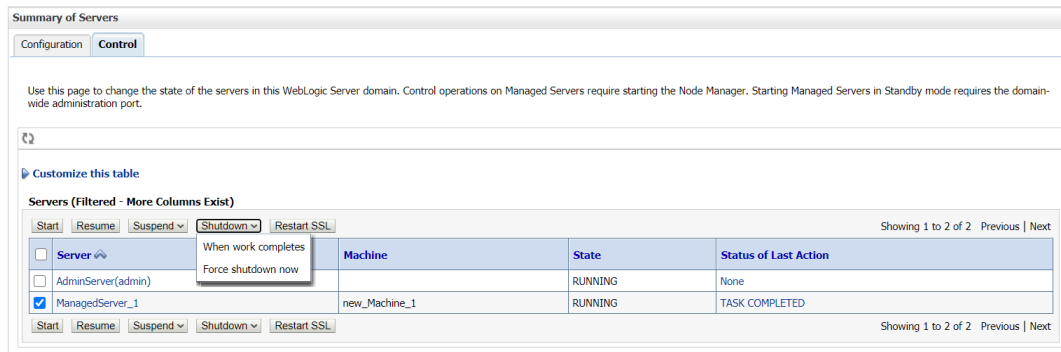 Summary of Servers
Configuration Control
Use this page to change the state of the servers in this WebLogic Server domain. Control operations on Managed Servers require starting the Node Manager. Starting Managed Servers in Standby mode requires the domain-
wide administration port.
Customize this table
Servers (Filtered - More Columns Exist)
Start Resume Suspend Shutdown Restart SSL Showing 1 to 2 of 2 Previous | Next
When work completes
Force shutdown now
Server Machine State Status of Last Action
AdminServer(admin) RUNNING None
ManagedServer_1 new_Machine_1 RUNNING TASK COMPLETED
Start Resume Suspend Shutdown Restart SSL Showing 1 to 2 of 2 Previous | Next